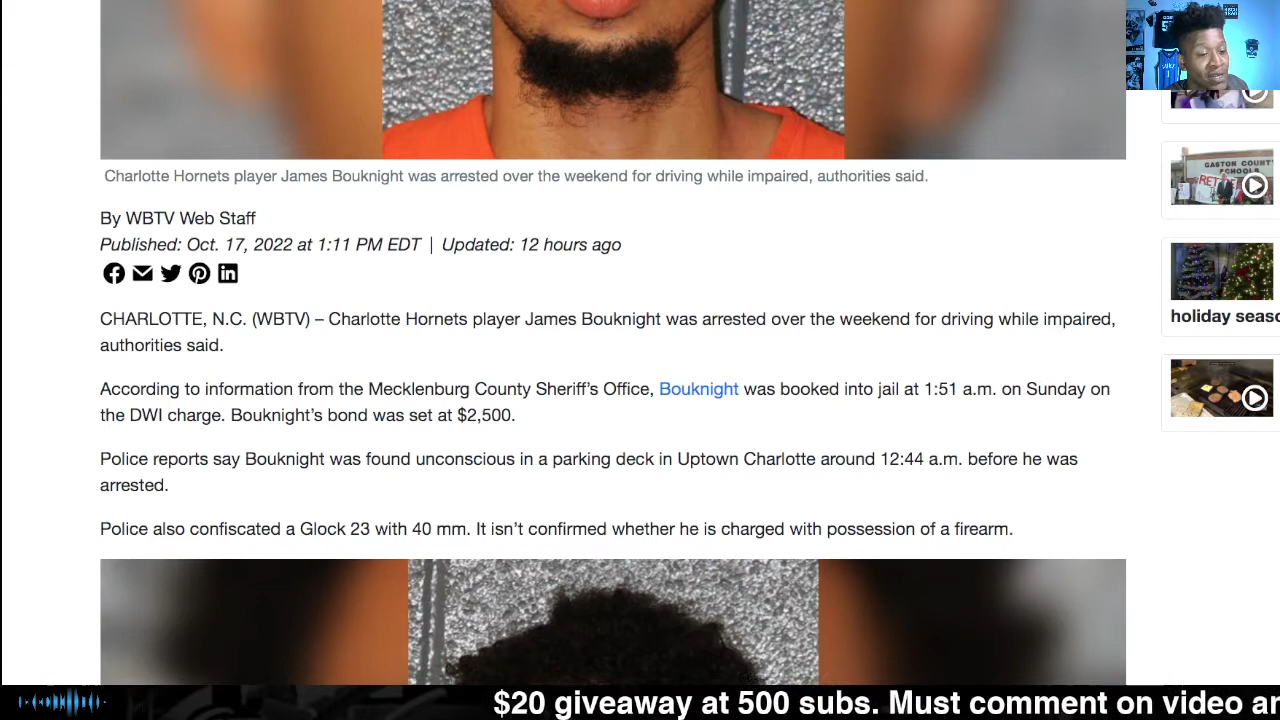 Charlotte Hornets player James Bouknight was arrested over the weekend for driving while impaired, authorities said.
By WBTV Web Staff
Published: Oct. 17, 2022 at 1:11 PM EDT | Updated: 12 hours ago
CHARLOTTE, N.C. (WBTV) – Charlotte Hornets player James Bouknight was arrested over the weekend for driving while impaired,
authorities said.
According to information from the Mecklenburg County Sheriff’s Office, Bouknight was booked into jail at 1:51 a.m. on Sunday on
the DWI charge. Bouknight’s bond was set at $2,500.
Police reports say Bouknight was found unconscious in a parking deck in Uptown Charlotte around 12:44 a.m. before he was
arrested.
Police also confiscated a Glock 23 with 40 mm. It isn’t confirmed whether he is charged with possession of a firearm.
GASTON COUNTY
SCHOOLS
holiday seaso
$20 giveaway at 500 subs. Must comment on video an